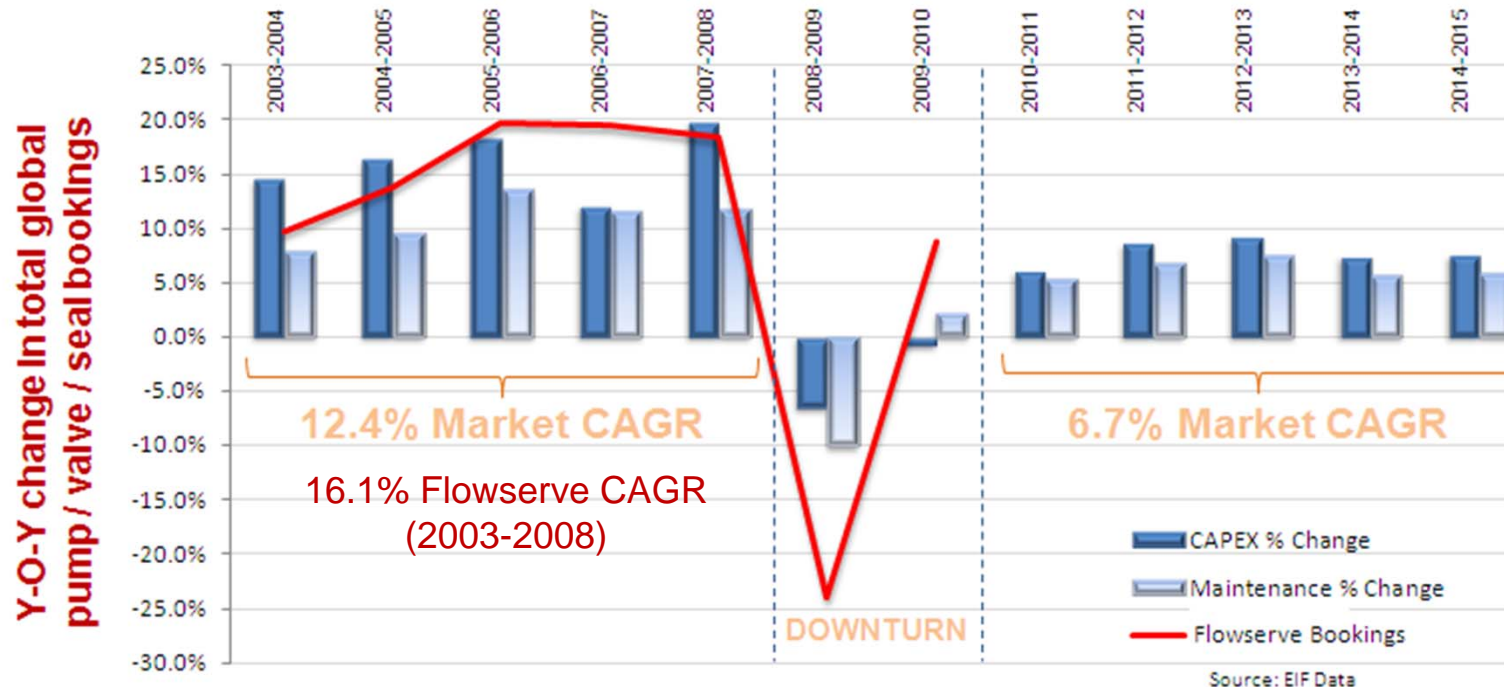 Y-O-Y change In total global
pump / valve / seal bookings
2003-2004
2004-2005
2005-2006
2006-2007
2007-2008
2008-2009
2009-2010
2010-2011
2011-2012
2012-2013
2013-2014
2014-2015
25.0%
20.0%
15.0%
10.0%
5.0%
0.0%
-5.0%
-10.0%
-15.0%
-20.0%
-25.0%
-30.0%
12.4% Market CAGR
16.1% Flowserve CAGR
(2003-2008)
DOWNTURN
6.7% Market CAGR
CAPEX % Change
Maintenance % Change
Flowserve Bookings
Source: EIF Data